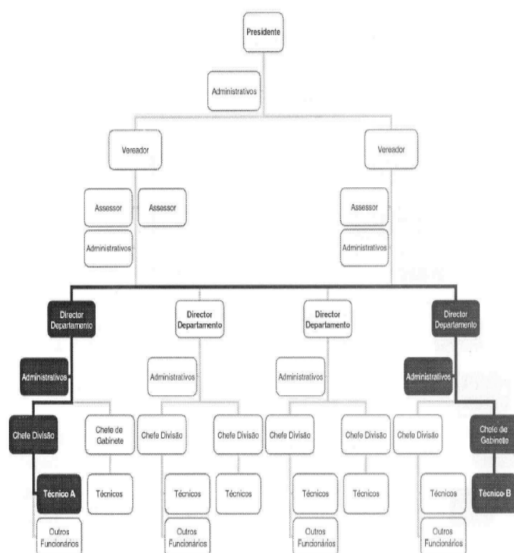 Presidente
Administrativos
Vereador
Vereador
Assessor
Assessor
Assessor
Administrativos
Administrativos
Director
Departamento
Director
Departamento
Director
Departamento
Director
Departamento
Administrativos
Administrativos
Administrativos
Administrativos
Chefe Divisão
Chefe de
Gabinete
Chefe Divisão
Chefe Divisão
Chefe Divisão
Chefe Divisão
Chefe Divisão
Chefe de
Gabinete
Técnico A
Técnicos
Técnicos
Técnicos
Técnicos
Técnicos
Técnicos
Técnico B
Outros
Funcionários
Outros
Funcionários
Outros
Funcionários
Outros
Funcionários